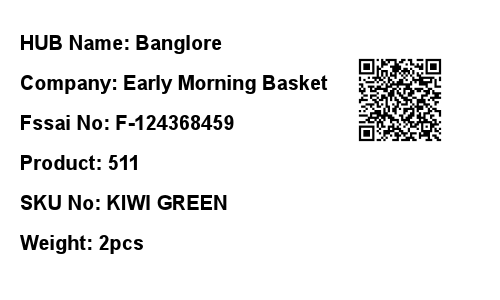 HUB Name: Banglore
Company: Early Morning Basket
Fssai No: F-124368459
Product: 511
SKU No: KIWI GREEN
Weight: 2pcs